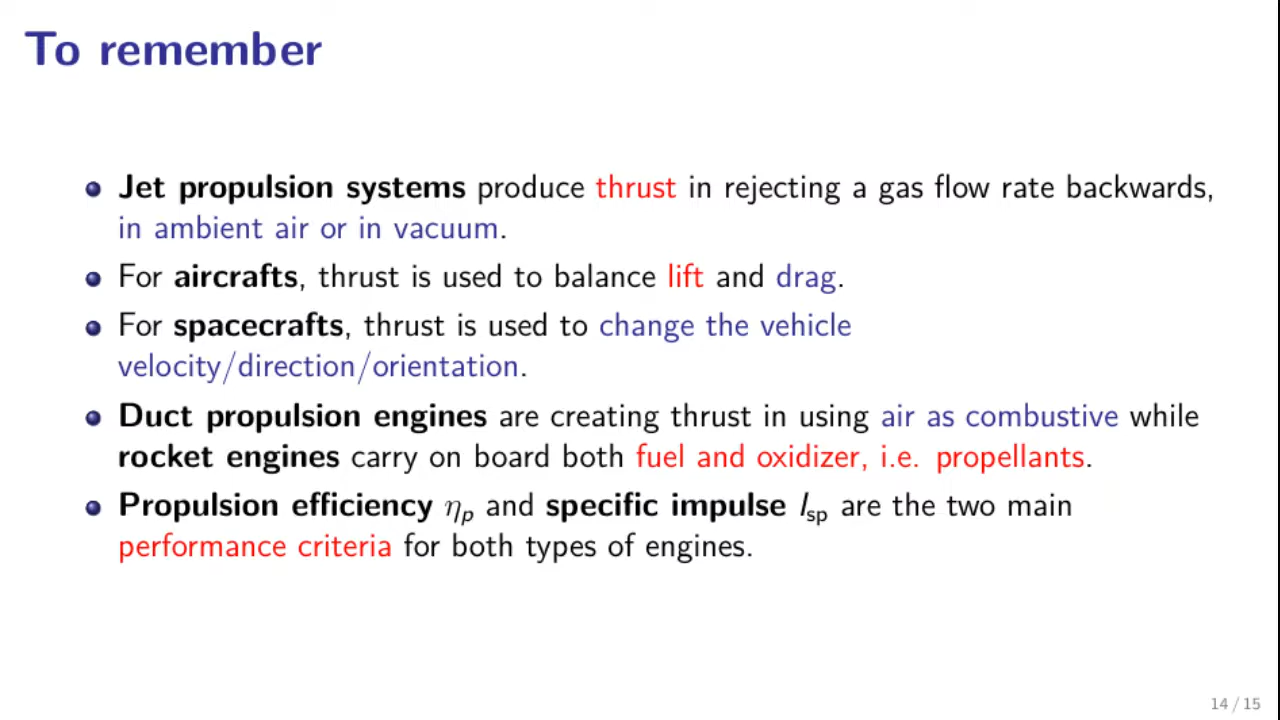 To remember
Jet propulsion systems produce thrust in rejecting a gas flow rate backwards,
in ambient air or in vacuum.
For aircrafts, thrust is used to balance lift and drag.
For spacecrafts, thrust is used to change the vehicle
velocity/direction/orientation.
Duct propulsion engines are creating thrust in using air as combustive while
rocket engines carry on board both fuel and oxidizer, i.e. propellants.
Propulsion efficiency ηp and specific impulse Isp are the two main
performance criteria for both types of engines.
14 / 15